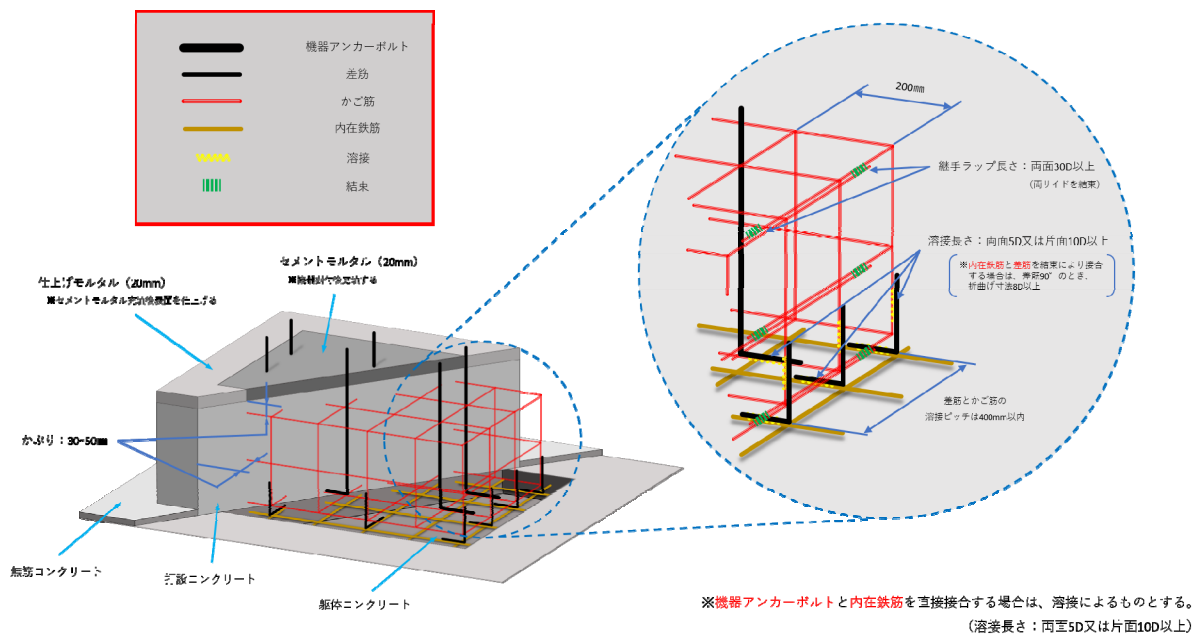 機器アンカーボルト
差筋
かご筋
内在鉄筋
溶接
結束
200㎜
継手ラップ長さ：両面30D以上
（両サイドを結束）
溶接長さ：両面5D又は片面10D以上
※内在鉄筋と差筋を結束により接合
する場合は、差筋90°のとき、
折曲げ寸法8D以上
差筋とかご筋の
溶接ピッチは400mm以内
セメントモルタル（20mm）
仕上げモルタル（20mm）
かぶり：30~50㎜
無筋コンクリート
打設コンクリート
躯体コンクリート
※機器アンカーボルトと内在鉄筋を直接接合する場合は、溶接によるものとする。
（溶接長さ：両面5D又は片面10D以上）